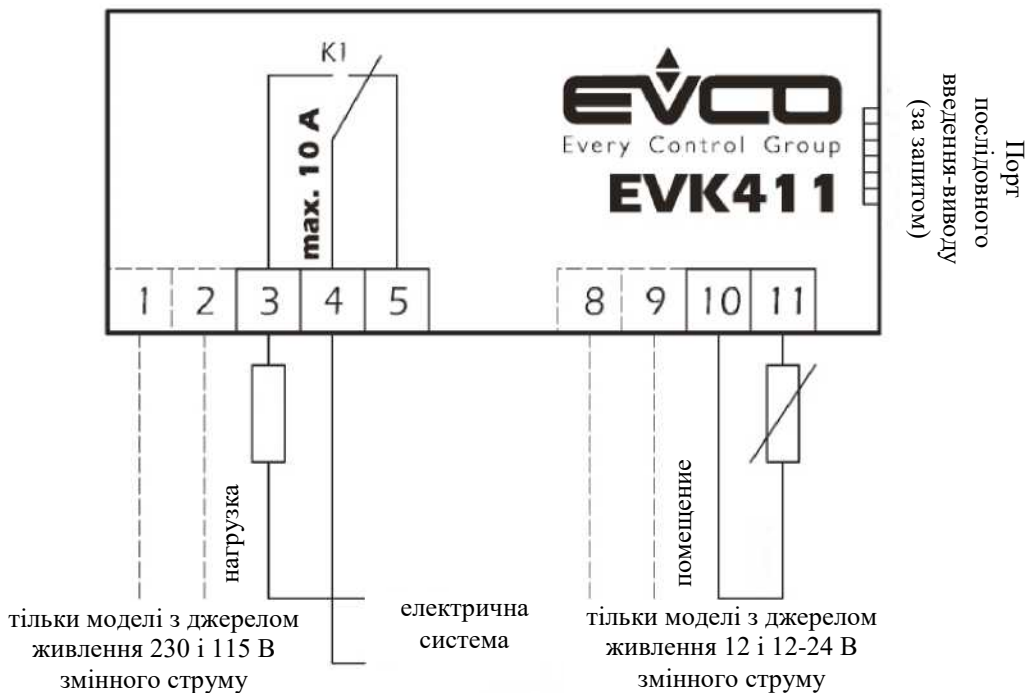 K1
max. 10 A
EVCO
Every Control Group
EVK411
Порт
послідовного
введення-виводу
(за запитом)
1 2 3 4 5 8 9 10 11
нагрузка
помещение
електрична
система
тільки моделі з джерелом
живлення 230 і 115 В
змінного струму
тільки моделі з джерелом
живлення 12 і 12-24 В
змінного струму